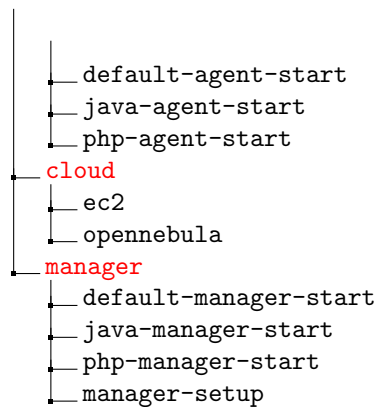 default-agent-start
java-agent-start
php-agent-start
cloud
ec2
opennebula
manager
default-manager-start
java-manager-start
php-manager-start
manager-setup